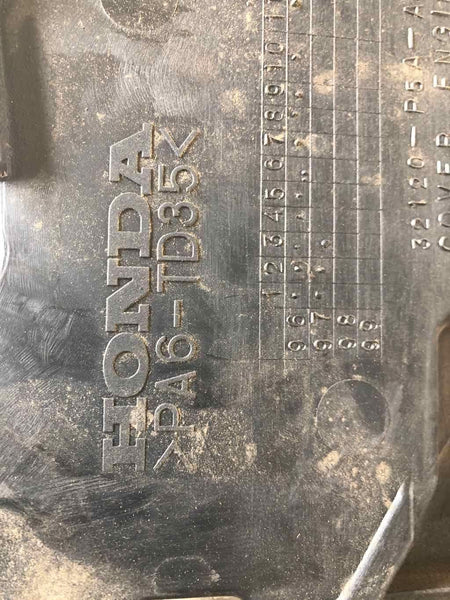 HONDA
>PA6-TD35<
1 2 3 4 5 6 7 8 9 10 11
96
97
98
99
32120-P5A-A
COVER ENGI